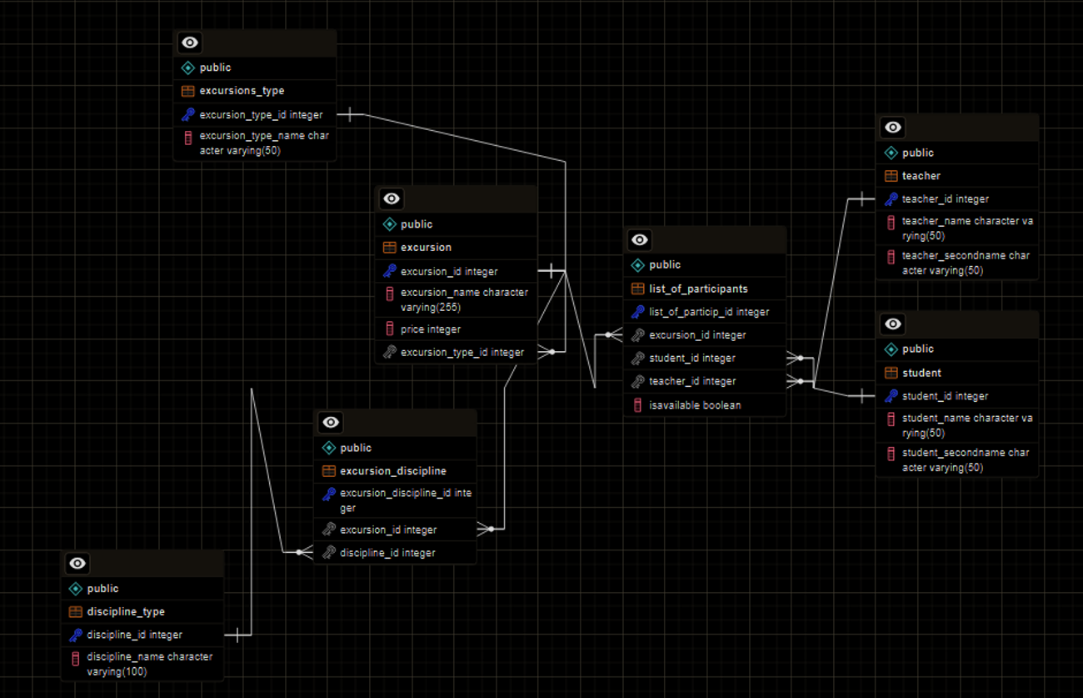 public
excursions_type
excursion_type_id integer
excursion_type_name char
acter varying(50)
public
excursion
excursion_id integer
excursion_name character
varying(255)
price integer
excursion_type_id integer
public
list_of_participants
list_of_particip_id integer
excursion_id integer
student_id integer
teacher_id integer
isavailable boolean
public
teacher
teacher_id integer
teacher_name character va
rying(50)
teacher_secondname char
acter varying(50)
public
student
student_id integer
student_name character va
rying(50)
student_secondname char
acter varying(50)
public
excursion_discipline
excursion_discipline_id inte
ger
excursion_id integer
discipline_id integer
public
discipline_type
discipline_id integer
discipline_name character
varying(100)